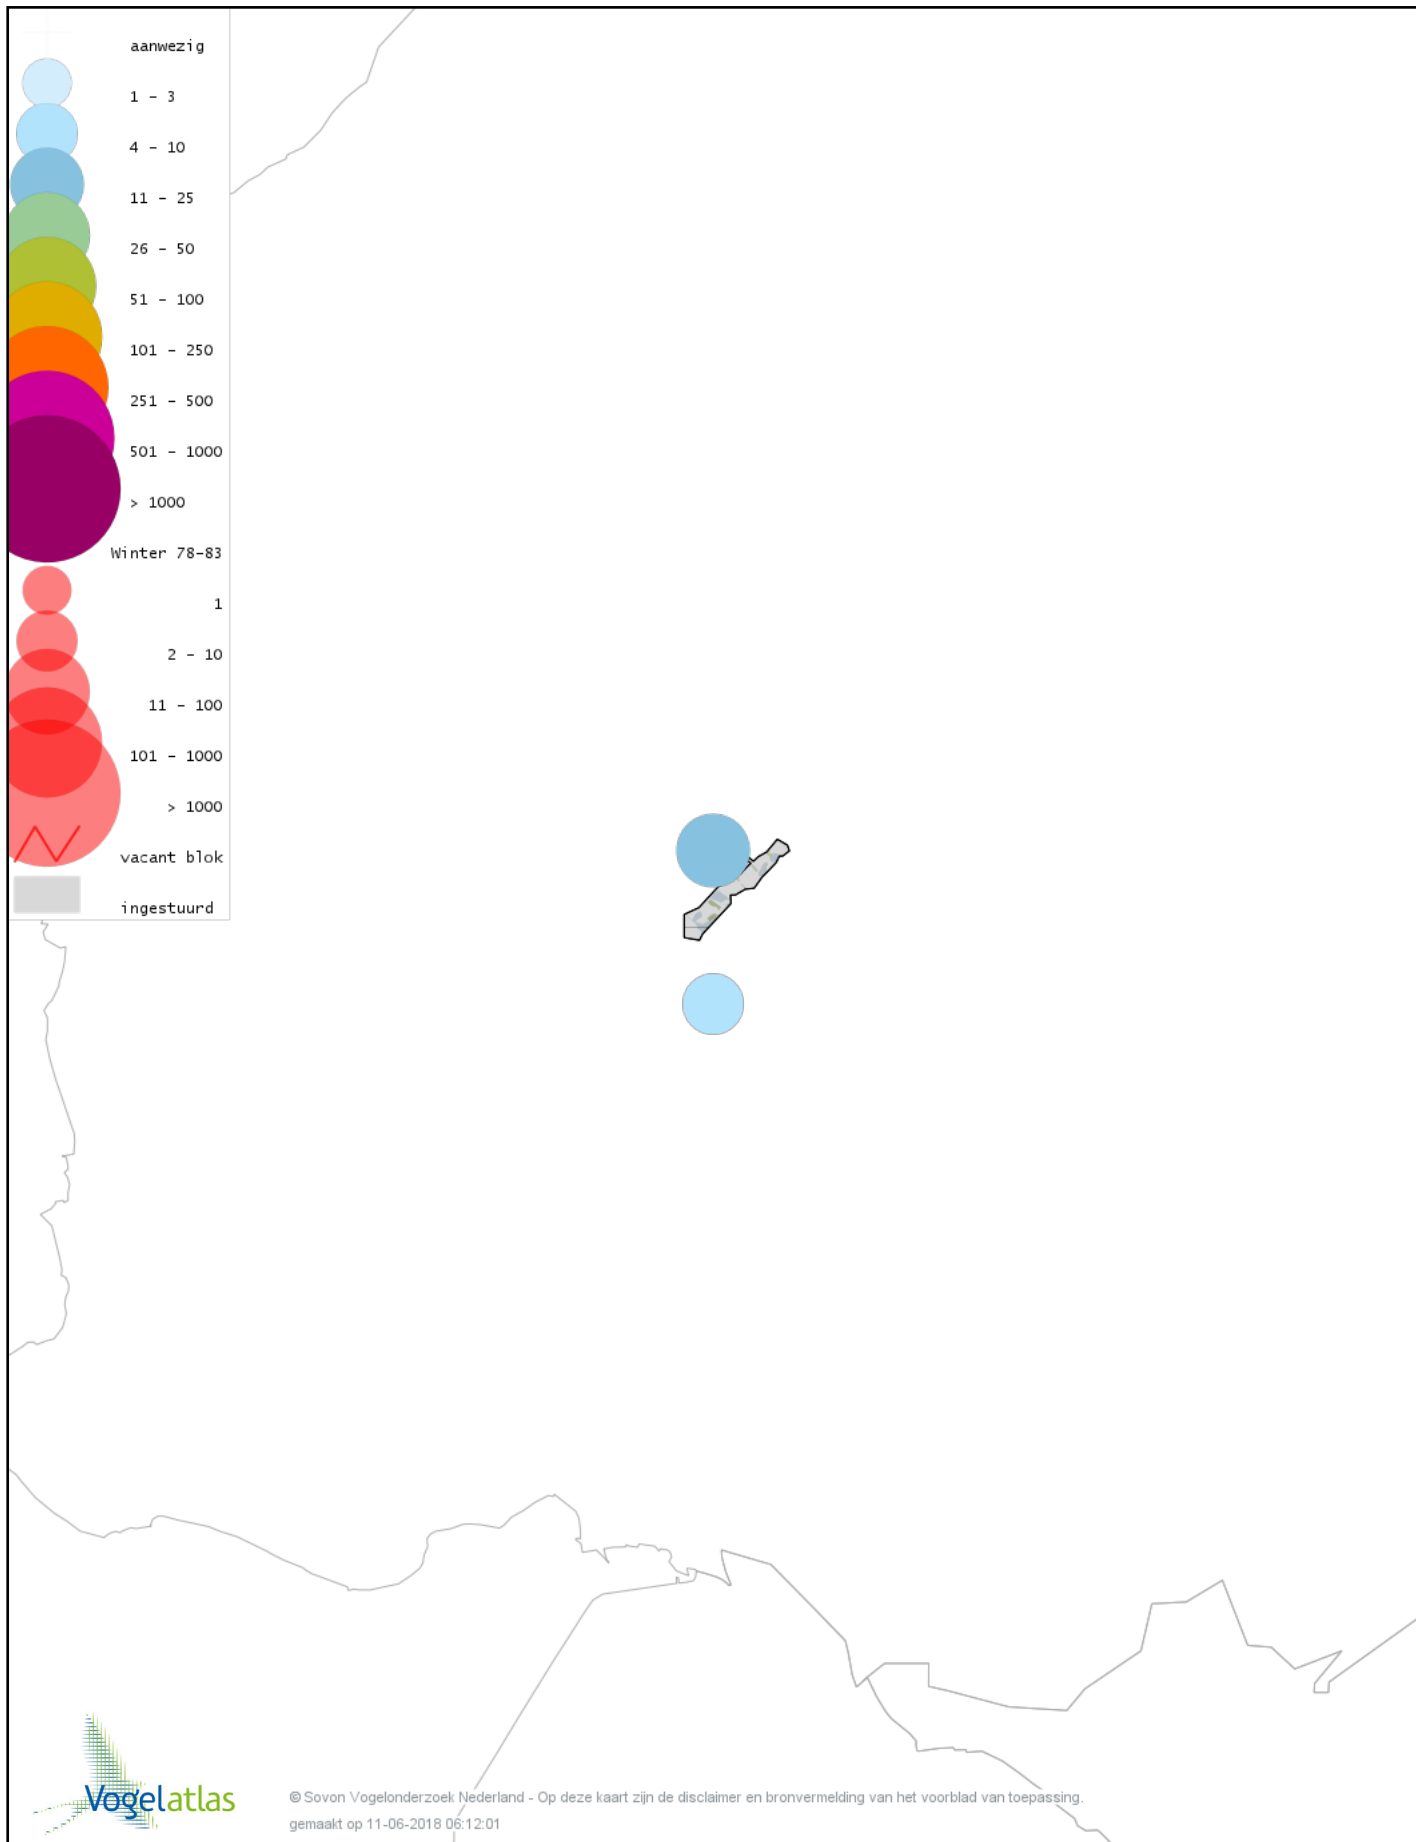 aanwezig
1 - 3
4 - 10
11 - 25
26 - 50
51 - 100
101 - 250
251 - 500
501 - 1000
> 1000
Winter 78-83
1
2 - 10
11 - 100
101 - 1000
> 1000
vacant blok
ingestuurd
Vogelatlas
© Sovon Vogelonderzoek Nederland - Op deze kaart zijn de disclaimer en bronvermelding van het voorblad van toepassing.
gemaakt op 11-06-2018 06:12:01